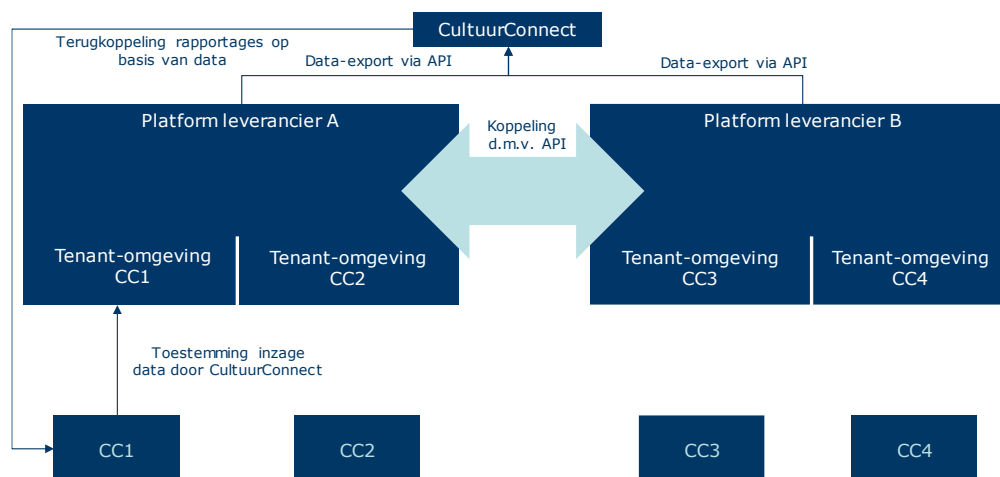 CultuurConnect
Terugkoppeling rapportages op
basis van data
Data-export via API
Data-export via API
Platform leverancier A
Koppeling
d.m.v. API
Platform leverancier B
Tenant-omgeving
CC1
Tenant-omgeving
CC2
Tenant-omgeving
CC3
Tenant-omgeving
CC4
Toestemming inzage
data door CultuurConnect
CC1
CC2
CC3
CC4